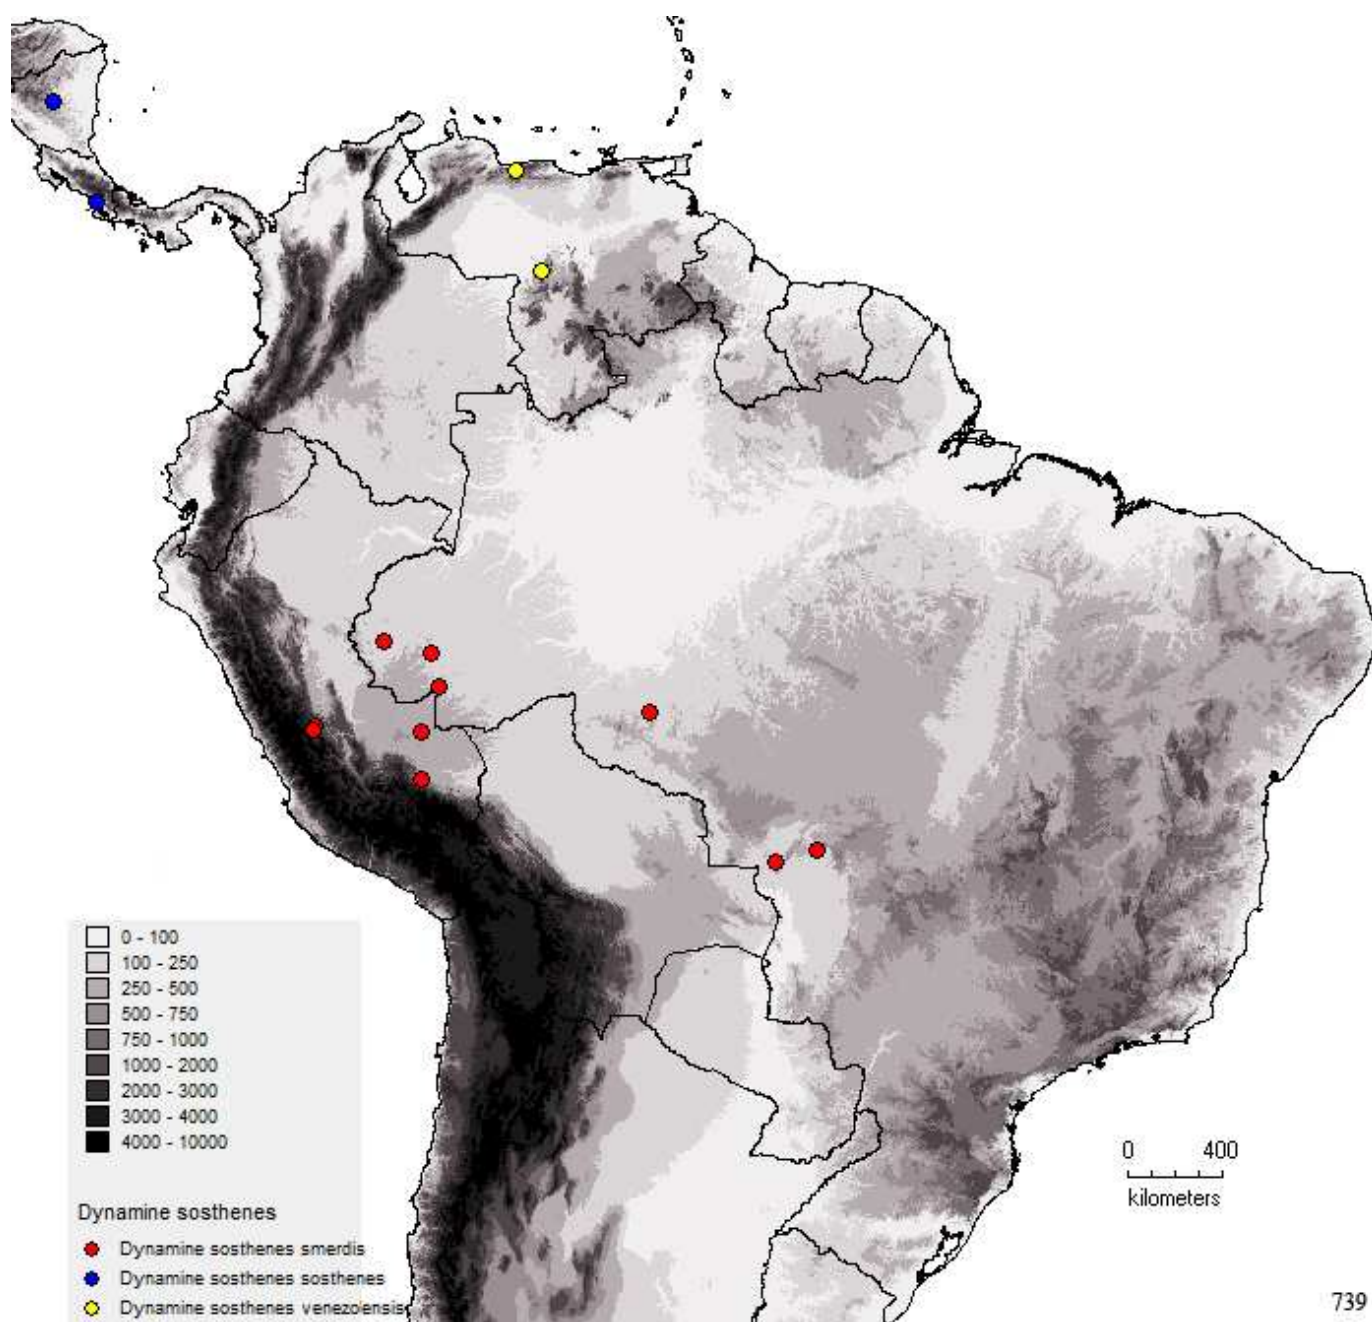 0 - 100
100 - 250
250 - 500
500 - 750
750 - 1000
1000 - 2000
2000 - 3000
3000 - 4000
4000 - 10000
0 400
kilometers
Dynamine sosthenes
Dynamine sosthenes smerdis
Dynamine sosthenes sosthenes
Dynamine sosthenes venezolensis
739